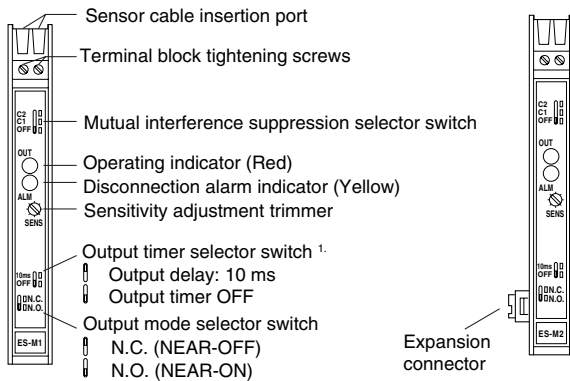 Sensor cable insertion port
Terminal block tightening screws
C2
C1
OFF
Mutual interference suppression selector switch
OUT
Operating indicator (Red)
Disconnection alarm indicator (Yellow)
ALM
Sensitivity adjustment trimmer
SENS
Output timer selector switch 1.
10ms
OFF
Output delay: 10 ms
Output timer OFF
N.C.
N.O.
Output mode selector switch
N.C. (NEAR-OFF)
N.O. (NEAR-ON)
ES-M1
C2
C1
OFF
OUT
ALM
SENS
10ms
OFF
N.C.
N.O.
ES-M2
Expansion
connector